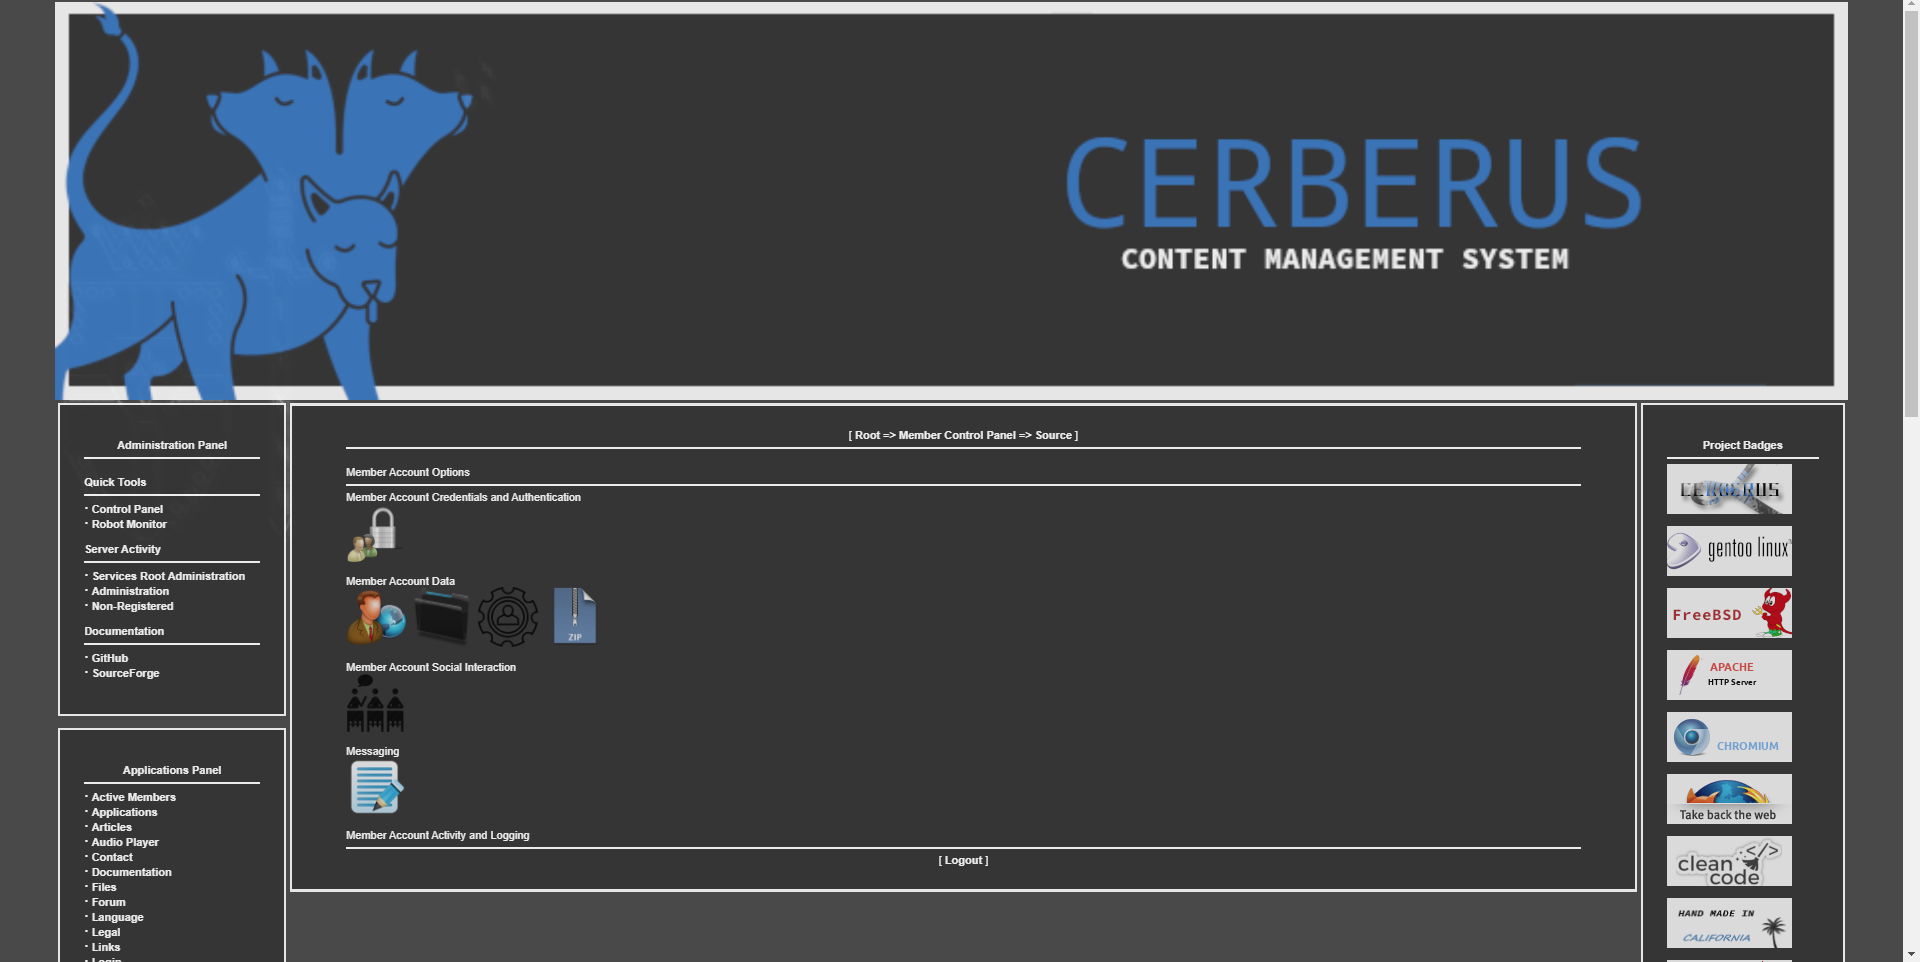 CERBERUS
CONTENT MANAGEMENT SYSTEM
Administration Panel
Quick Tools
· Control Panel
· Robot Monitor
Server Activity
· Services Root Administration
· Administration
· Non-Registered
Documentation
· GitHub
· SourceForge
Applications Panel
· Active Members
· Applications
· Articles
· Audio Player
· Contact
· Documentation
· Files
· Forum
· Language
· Legal
· Links
· Login
[ Root => Member Control Panel => Source ]
Member Account Options
Member Account Credentials and Authentication
Member Account Data
ZIP
Member Account Social Interaction
Messaging
Member Account Activity and Logging
[ Logout ]
Project Badges
CERBERUS
gentoo linux
FreeBSD
APACHE
HTTP Server
CHROMIUM
Take back the web
clean </>
code
HAND MADE IN
CALIFORNIA